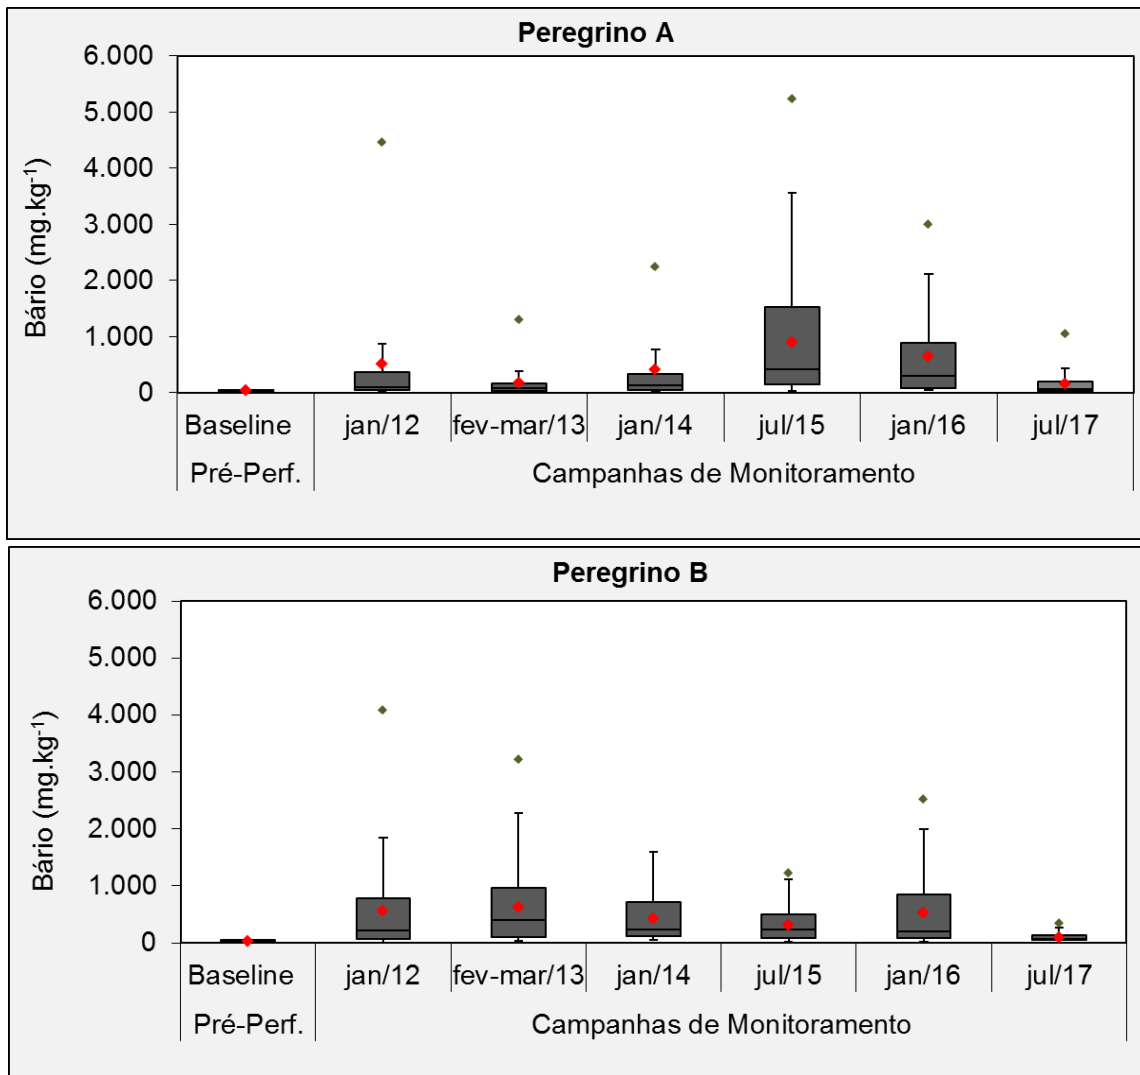 Peregrino A
6.000
5.000
4.000
3.000
2.000
1.000
0
Bário (mg.kg⁻¹)
Baseline jan/12 fev-mar/13 jan/14 jul/15 jan/16 jul/17
Pré-Perf. Campanhas de Monitoramento
Peregrino B
6.000
5.000
4.000
3.000
2.000
1.000
0
Bário (mg.kg⁻¹)
Baseline jan/12 fev-mar/13 jan/14 jul/15 jan/16 jul/17
Pré-Perf. Campanhas de Monitoramento